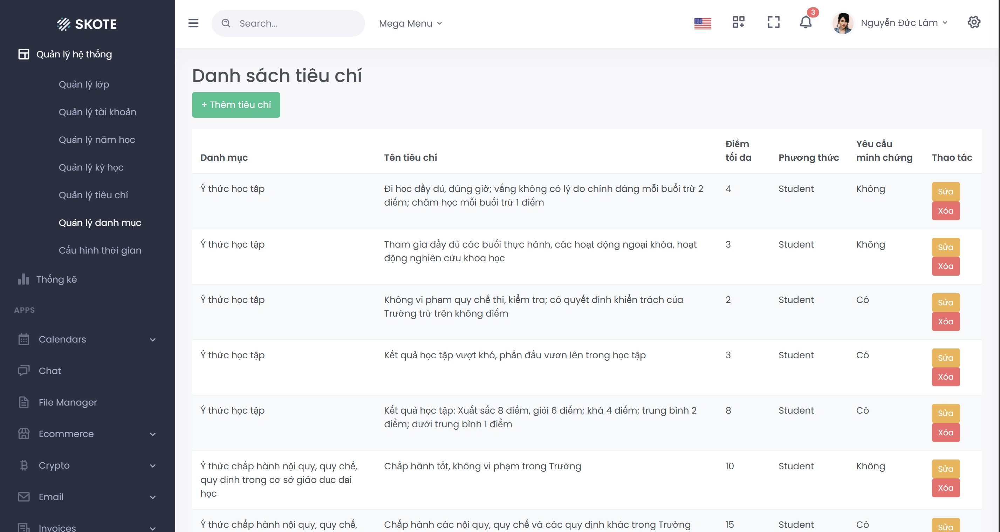 SKOTE
Quản lý hệ thống
Quản lý lớp
Quản lý tài khoản
Quản lý năm học
Quản lý kỳ học
Quản lý tiêu chí
Quản lý danh mục
Cấu hình thời gian
Thống kê
APPS
Calendars
Chat
File Manager
Ecommerce
Crypto
Email
Invoices
Search...
Mega Menu
3
Nguyễn Đức Lâm
Danh sách tiêu chí
+ Thêm tiêu chí
Danh mục
Tên tiêu chí
Điểm
tối đa
Phương thức
Yêu cầu
minh chứng
Thao tác
Ý thức học tập
Đi học đầy đủ, đúng giờ; vắng không có lý do chính đáng mỗi buổi trừ 2
điểm; chăm học mỗi buổi trừ 1 điểm
4
Student
Không
Sửa
Xóa
Ý thức học tập
Tham gia đầy đủ các buổi thực hành, các hoạt động ngoại khóa, hoạt
động nghiên cứu khoa học
3
Student
Không
Sửa
Xóa
Ý thức học tập
Không vi phạm quy chế thi, kiểm tra; có quyết định khiển trách của
Trường trừ trên không điểm
2
Student
Có
Sửa
Xóa
Ý thức học tập
Kết quả học tập vượt khó, phấn đấu vươn lên trong học tập
3
Student
Có
Sửa
Xóa
Ý thức học tập
Kết quả học tập: Xuất sắc 8 điểm, giỏi 6 điểm; khá 4 điểm; trung bình 2
điểm; dưới trung bình 1 điểm
8
Student
Có
Sửa
Xóa
Ý thức chấp hành nội quy, quy chế,
quy định trong cơ sở giáo dục đại
học
Chấp hành tốt, không vi phạm trong Trường
10
Student
Không
Sửa
Xóa
Ý thức chấp hành nội quy, quy chế,
Chấp hành các nội quy, quy chế và các quy định khác trong Trường
15
Student
Có
Sửa